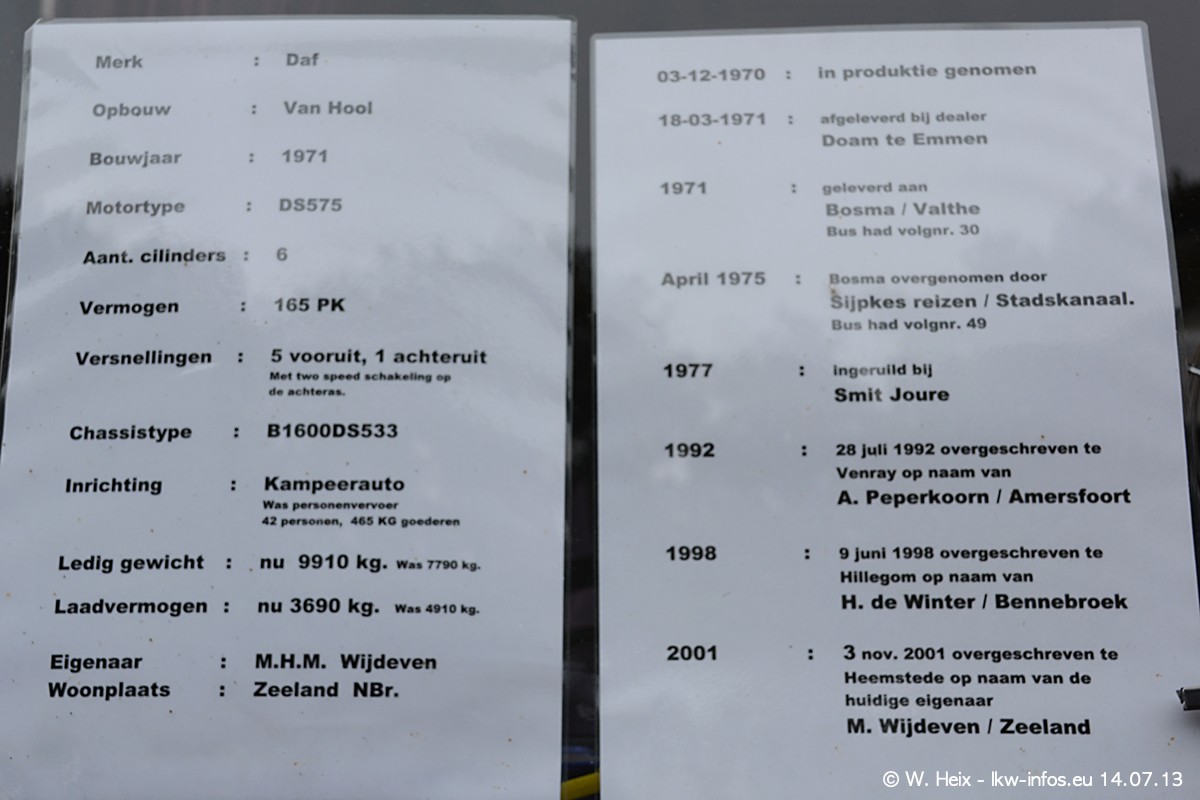 Merk : Daf
Opbouw : Van Hool
Bouwjaar : 1971
Motortype : DS575
Aant. cilinders : 6
Vermogen : 165 PK
Versnellingen : 5 vooruit, 1 achteruit
Met two speed schakeling op
de achteras.
Chassistype : B1600DS533
Inrichting : Kampeerauto
Was personenvervoer
42 personen, 465 KG goederen
Ledig gewicht : nu 9910 kg. Was 7790 kg.
Laadvermogen : nu 3690 kg. Was 4910 kg.
Eigenaar : M.H.M. Wijdeven
Woonplaats : Zeeland NBr.
03-12-1970 : in produktie genomen
18-03-1971 : afgeleverd bij dealer
Doam te Emmen
1971 : geleverd aan
Bosma / Valthe
Bus had volgnr. 30
April 1975 : Bosma overgenomen door
Sijpkes reizen / Stadskanaal.
Bus had volgnr. 49
1977 : ingeruild bij
Smit Joure
1992 : 28 juli 1992 overgeschreven te
Venray op naam van
A. Peperkoorn / Amersfoort
1998 : 9 juni 1998 overgeschreven te
Hillegom op naam van
H. de Winter / Bennebroek
2001 : 3 nov. 2001 overgeschreven te
Heemstede op naam van de
huidige eigenaar
M. Wijdeven / Zeeland
© W. Heix - lkw-infos.eu 14.07.13